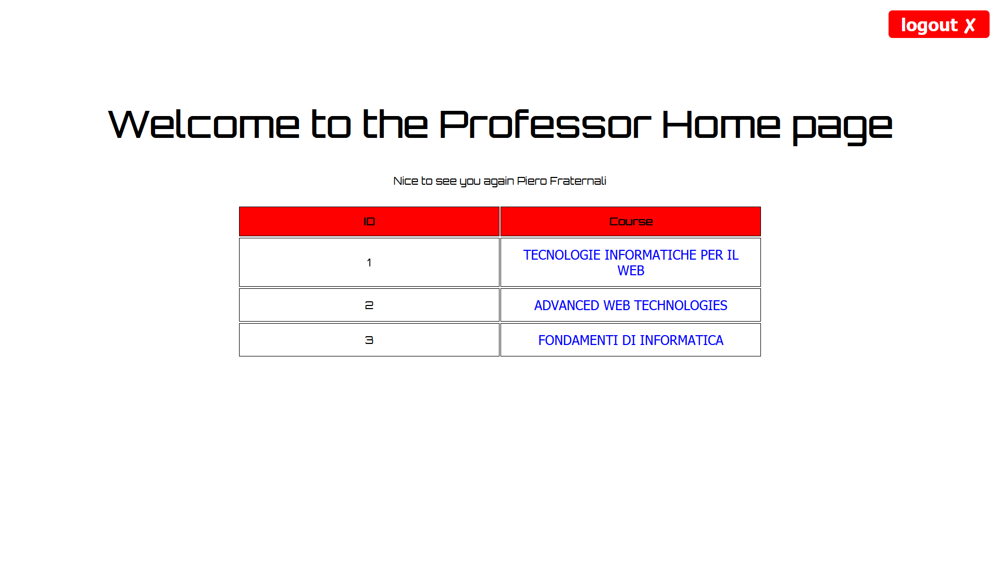 logout ✗
Welcome to the Professor Home page
Nice to see you again Piero Fraternali
ID Course
1 TECNOLOGIE INFORMATICHE PER IL
WEB
2 ADVANCED WEB TECHNOLOGIES
3 FONDAMENTI DI INFORMATICA